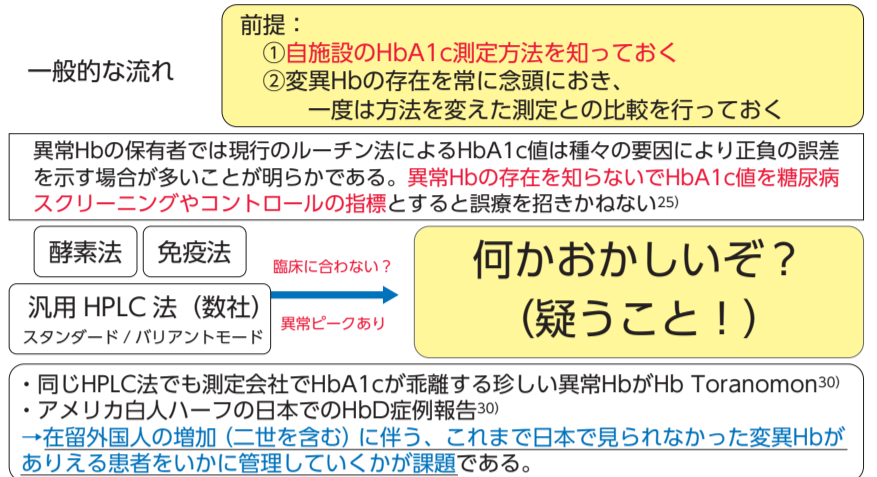 一般的な流れ
前提：
①自施設のHbA1c測定方法を知っておく
②変異Hbの存在を常に念頭におき、
一度は方法を変えた測定との比較を行っておく
異常Hbの保有者では現行のルーチン法によるHbA1c値は種々の要因により正負の誤差
を示す場合が多いことが明らかである。異常Hbの存在を知らないでHbA1c値を糖尿病
スクリーニングやコントロールの指標とすると誤療を招きかねない25)
酵素法
免疫法
汎用 HPLC 法（数社）
スタンダード / バリアントモード
臨床に合わない？
異常ピークあり
何かおかしいぞ？
（疑うこと！）
・同じHPLC法でも測定会社でHbA1cが乖離する珍しい異常HbがHb Toranomon30)
・アメリカ白人ハーフの日本でのHbD症例報告30)
→在留外国人の増加（二世を含む）に伴う、これまで日本で見られなかった変異Hbが
ありえる患者をいかに管理していくかが課題である。